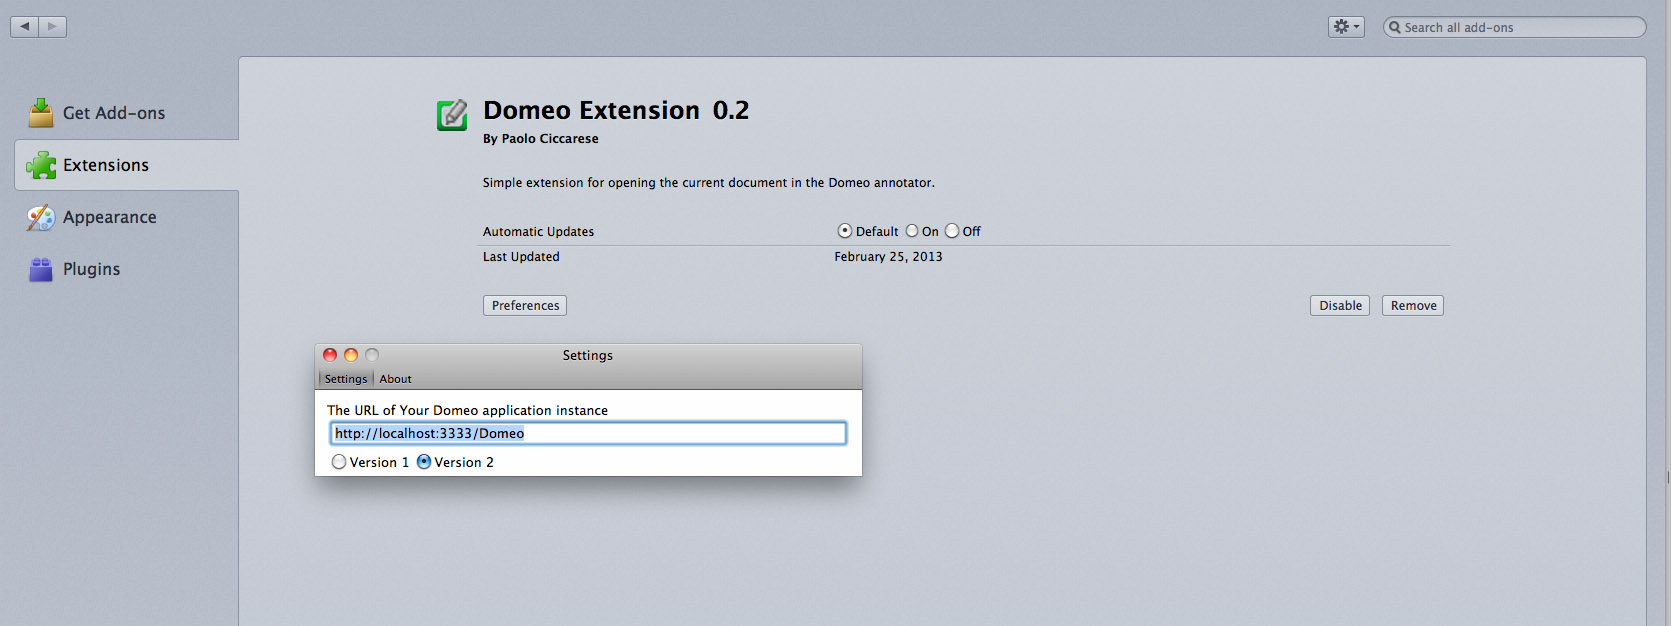 Search all add-ons
Get Add-ons
Extensions
Appearance
Plugins
Domeo Extension 0.2
By Paolo Ciccarese
Simple extension for opening the current document in the Domeo annotator.
Automatic Updates Default On Off
Last Updated February 25, 2013
Preferences Disable Remove
Settings
Settings About
The URL of Your Domeo application instance
http://localhost:3333/Domeo
Version 1 Version 2